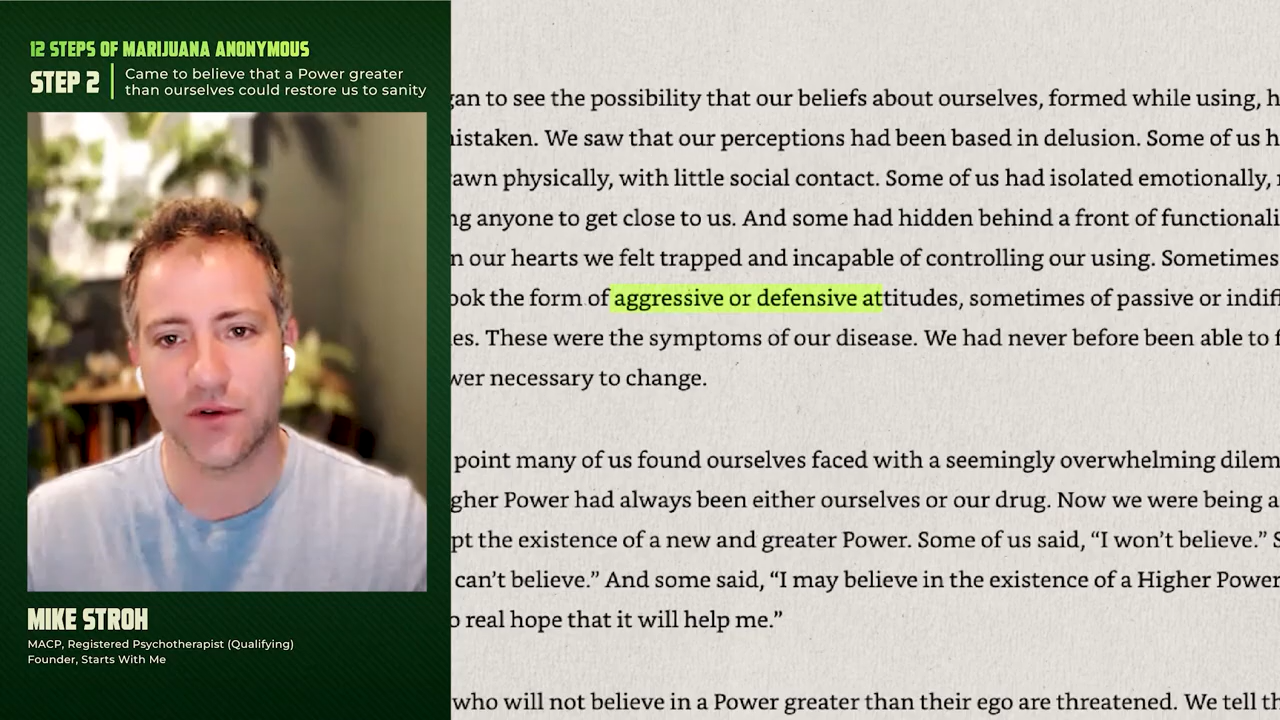 12 STEPS OF MARIJUANA ANONYMOUS
STEP 2
Came to believe that a Power greater
than ourselves could restore us to sanity
MIKE STROH
MACP, Registered Psychotherapist (Qualifying)
Founder, Starts With Me
gan to see the possibility that our beliefs about ourselves, formed while using, h
istaken. We saw that our perceptions had been based in delusion. Some of us h
awn physically, with little social contact. Some of us had isolated emotionally, 
ng anyone to get close to us. And some had hidden behind a front of functionali
n our hearts we felt trapped and incapable of controlling our using. Sometimes
ook the form of aggressive or defensive attitudes, sometimes of passive or indif
es. These were the symptoms of our disease. We had never before been able to f
wer necessary to change.
point many of us found ourselves faced with a seemingly overwhelming dilem
gher Power had always been either ourselves or our drug. Now we were being a
pt the existence of a new and greater Power. Some of us said, “I won’t believe.” S
can’t believe.” And some said, “I may believe in the existence of a Higher Power
o real hope that it will help me.”
who will not believe in a Power greater than their ego are threatened. We tell th